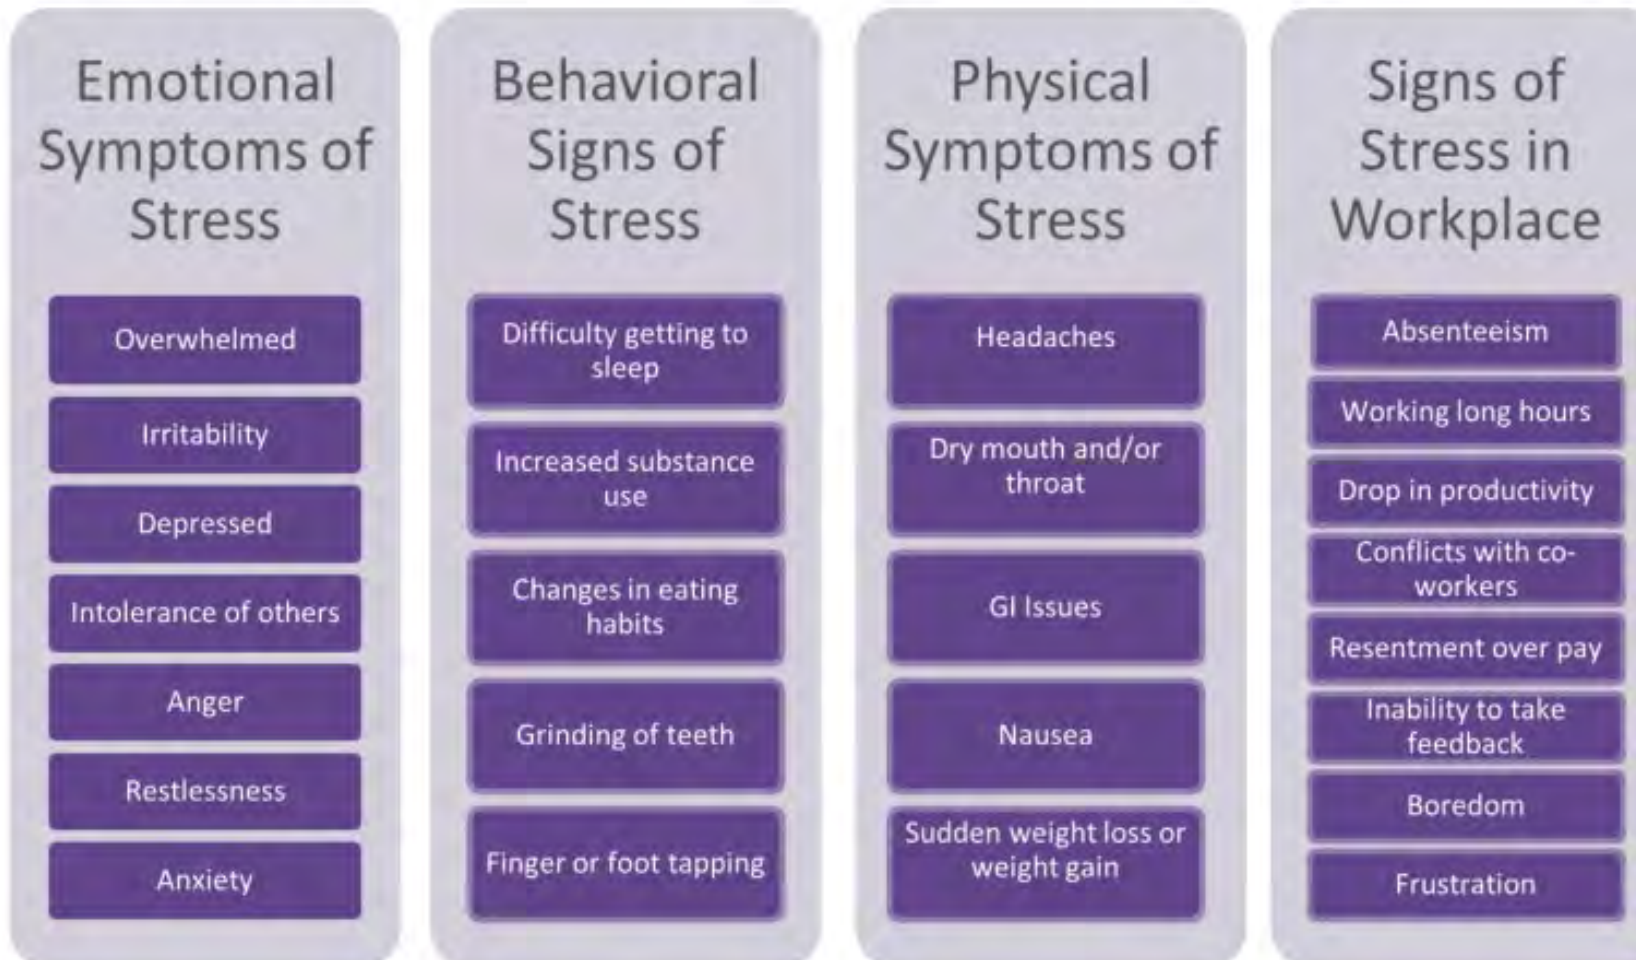 Emotional
Symptoms of
Stress
Overwhelmed
Irritability
Depressed
Intolerance of others
Anger
Restlessness
Anxiety
Behavioral
Signs of
Stress
Difficulty getting to
sleep
Increased substance
use
Changes in eating
habits
Grinding of teeth
Finger or foot tapping
Physical
Symptoms of
Stress
Headaches
Dry mouth and/or
throat
GI Issues
Nausea
Sudden weight loss or
weight gain
Signs of
Stress in
Workplace
Absenteeism
Working long hours
Drop in productivity
Conflicts with co-
workers
Resentment over pay
Inability to take
feedback
Boredom
Frustration